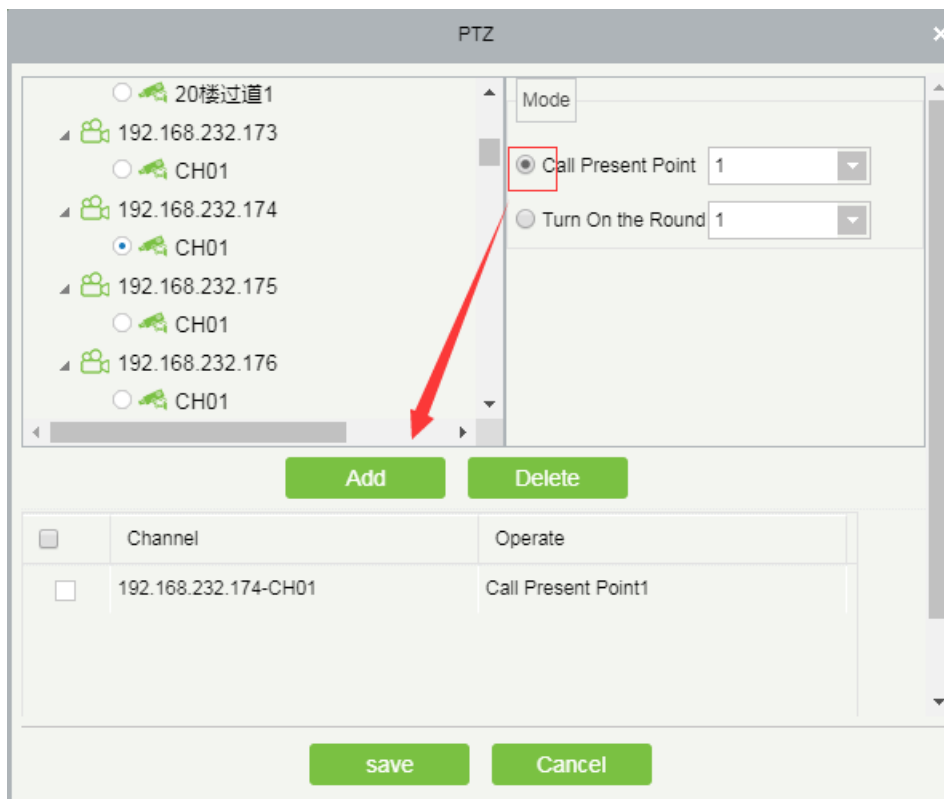 PTZ
20楼过道1
192.168.232.173
CH01
192.168.232.174
CH01
192.168.232.175
CH01
192.168.232.176
CH01
Mode
Call Present Point 1
Turn On the Round 1
Add Delete
Channel Operate
192.168.232.174-CH01 Call Present Point1
save Cancel